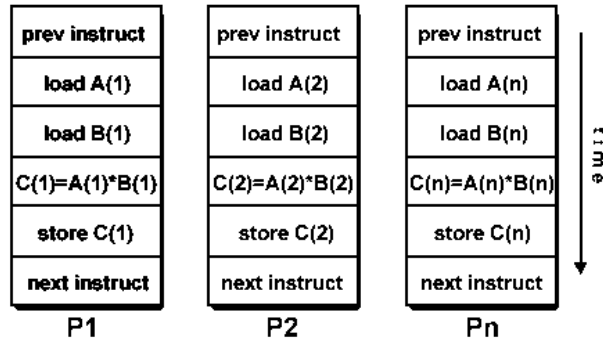 prev instruct
load A(1)
load B(1)
C(1)=A(1)*B(1)
store C(1)
next instruct
P1
prev instruct
load A(2)
load B(2)
C(2)=A(2)*B(2)
store C(2)
next instruct
P2
prev instruct
load A(n)
load B(n)
C(n)=A(n)*B(n)
store C(n)
next instruct
Pn
time